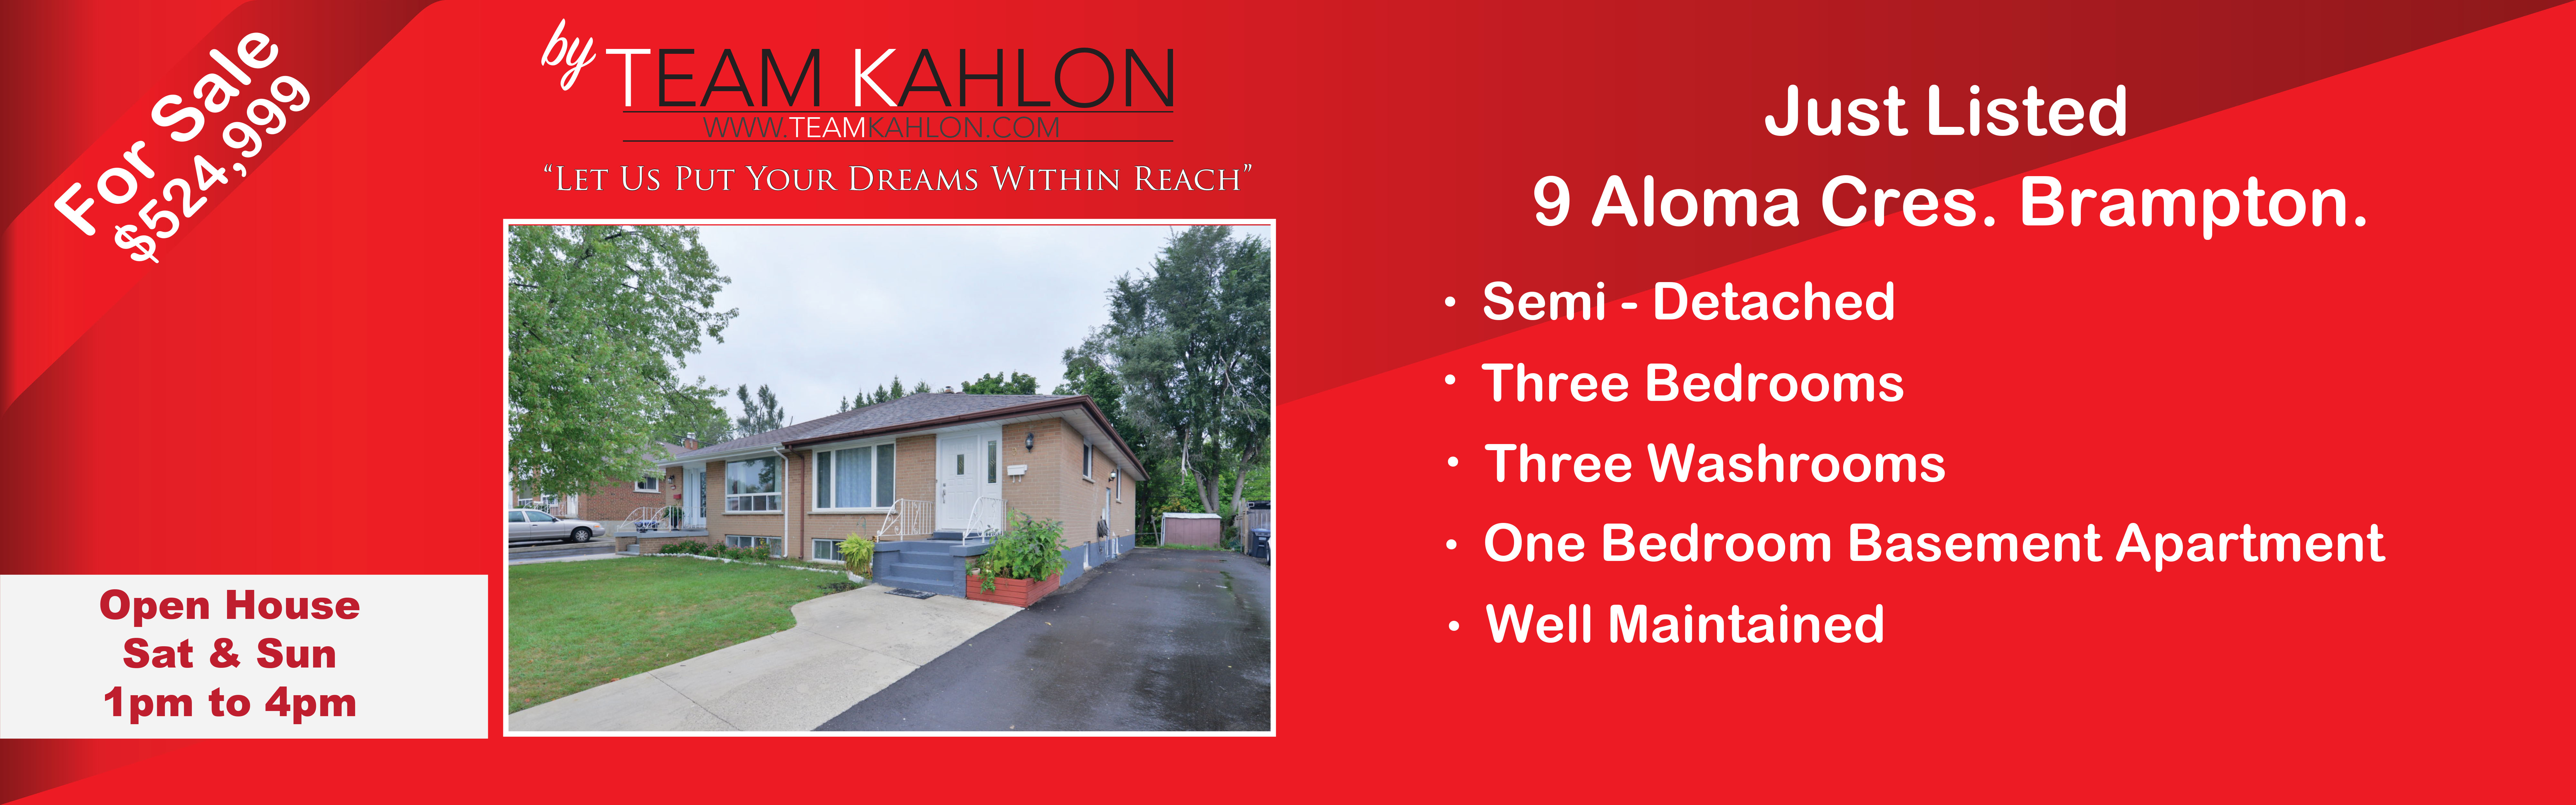 For Sale
$524,999
by TEAM KAHLON
WWW.TEAMKAHLON.COM
“LET US PUT YOUR DREAMS WITHIN REACH”
Just Listed
9 Aloma Cres. Brampton.
• Semi - Detached
• Three Bedrooms
• Three Washrooms
• One Bedroom Basement Apartment
• Well Maintained
Open House
Sat & Sun
1pm to 4pm